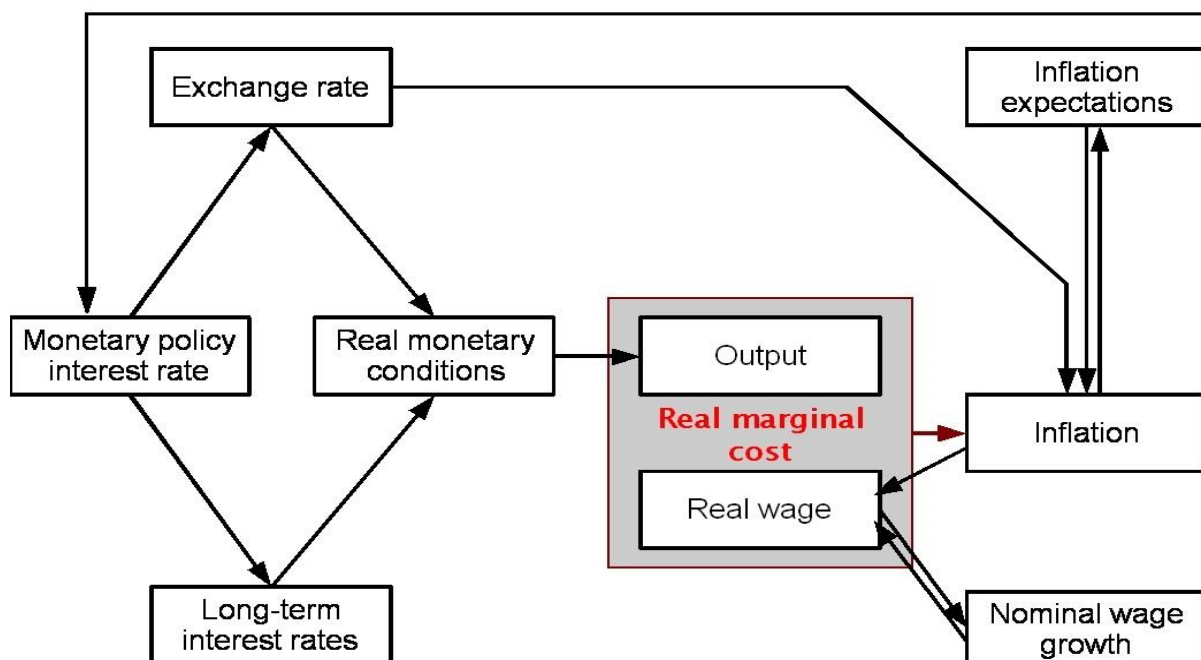 Exchange rate
Inflation
expectations
Monetary policy
interest rate
Real monetary
conditions
Output
Real marginal
cost
Inflation
Real wage
Long-term
interest rates
Nominal wage
growth